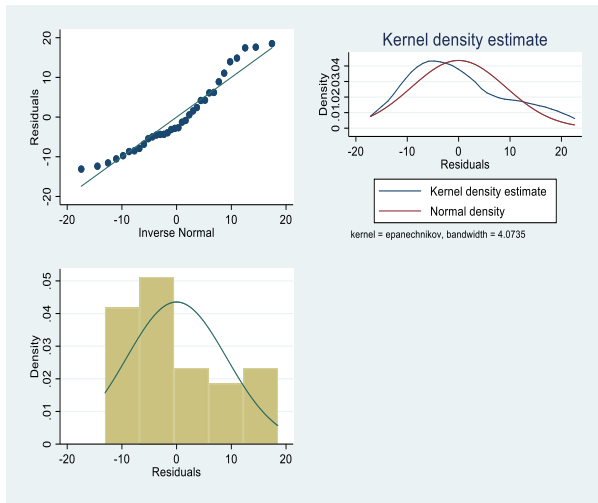 20
10
0
-10
-20
Residuals
-20 -10 0 10 20
Inverse Normal
Kernel density estimate
0 .01.02.03.04
Density
-20 -10 0 10 20
Residuals
Kernel density estimate
Normal density
kernel = epanechnikov, bandwidth = 4.0735
.05
.04
.03
.02
.01
0
Density
-20 -10 0 10 20
Residuals